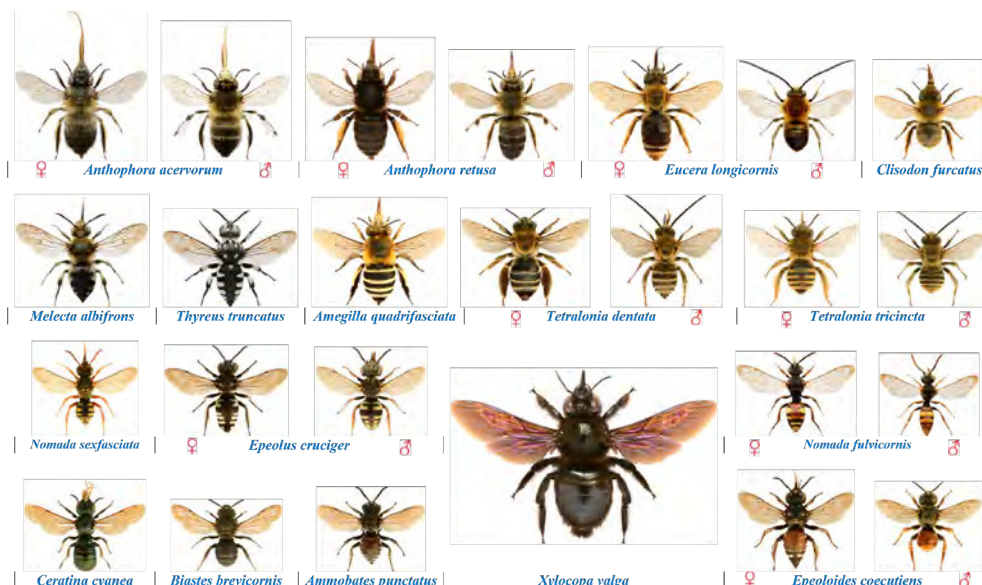 ♀ Anthophora acervorum ♂
♀ Anthophora retusa ♂
♀ Eucera longicornis ♂
Clisodon furcatus
Melecta albifrons
Thyreus truncatus
Amegilla quadrifasciata
♀ Tetralonia dentata ♂
♀ Tetralonia tricincta ♂
Nomada sexfasciata
♀ Epeolus cruciger ♂
♀ Nomada fulvicornis ♂
Ceratina cyanea
Biastes brevicornis
Ammobates punctatus
Xylocopa valga
♀ Epeoloides coecutiens ♂